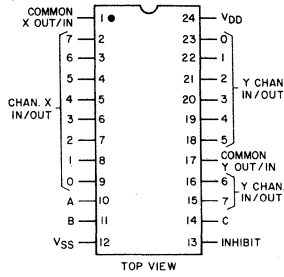 COMMON
X OUT/IN
1
24
VDD
7
2
23
0
6
3
22
1
5
4
21
2
Y CHAN
IN/OUT
CHAN. X
IN/OUT
4
5
20
3
3
6
19
4
2
7
18
5
1
8
17
COMMON
Y OUT/IN
0
9
16
6
Y CHAN.
IN/OUT
A
10
15
7
B
11
14
C
VSS
12
13
INHIBIT
TOP VIEW